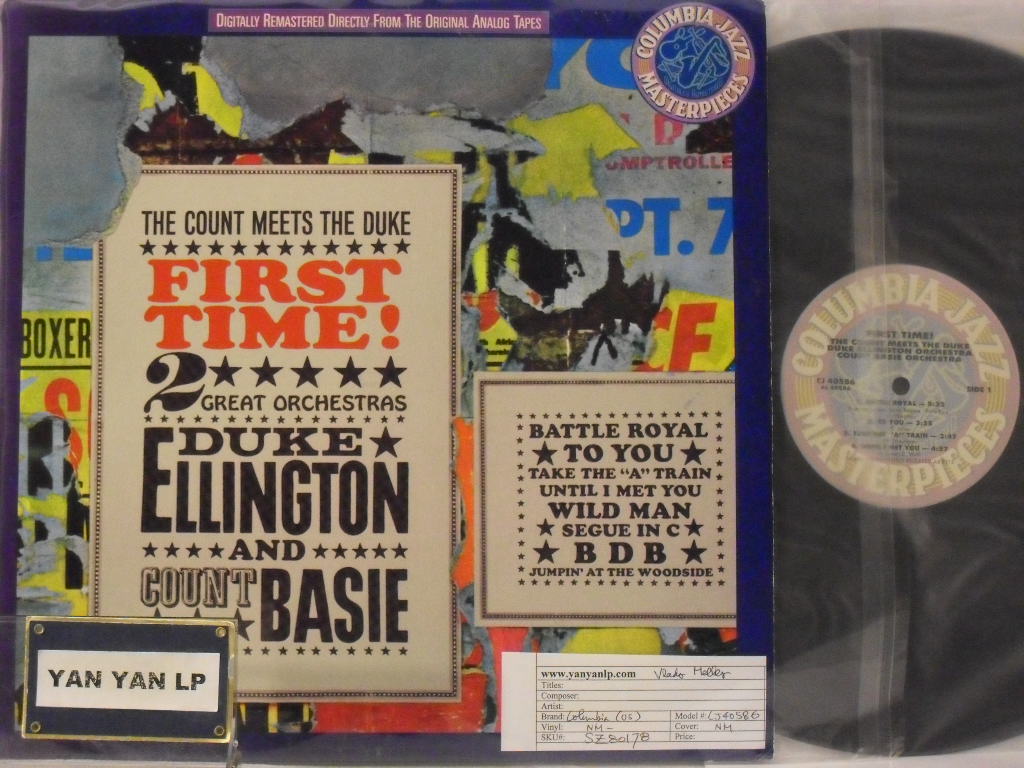 DIGITALLY REMASTERED DIRECTLY FROM THE ORIGINAL ANALOG TAPES
COLUMBIA JAZZ
MASTERPIECES
OMPTROLLE
PT. 7
BOXER
THE COUNT MEETS THE DUKE
FIRST
TIME!
2
GREAT ORCHESTRAS
DUKE
ELLINGTON
AND
COUNT
BASIE
BATTLE ROYAL
TO YOU
TAKE THE “A” TRAIN
UNTIL I MET YOU
WILD MAN
SEGUE IN C
BDB
JUMPIN' AT THE WOODSIDE
YAN YAN LP
www.yanyanlp.com
Titles:
Composer:
Artist:
Brand: Columbia (US) Model #: CJ40586
Vinyl: NM- Cover: NM
SKU#: SZ80178 Price:
COLUMBIA JAZZ
FIRST TIME!
THE COUNT MEETS THE DUKE
DUKE ELLINGTON ORCHESTRA
COUNT BASIE ORCHESTRA
CJ 40586
SIDE 1
MASTERPIECES